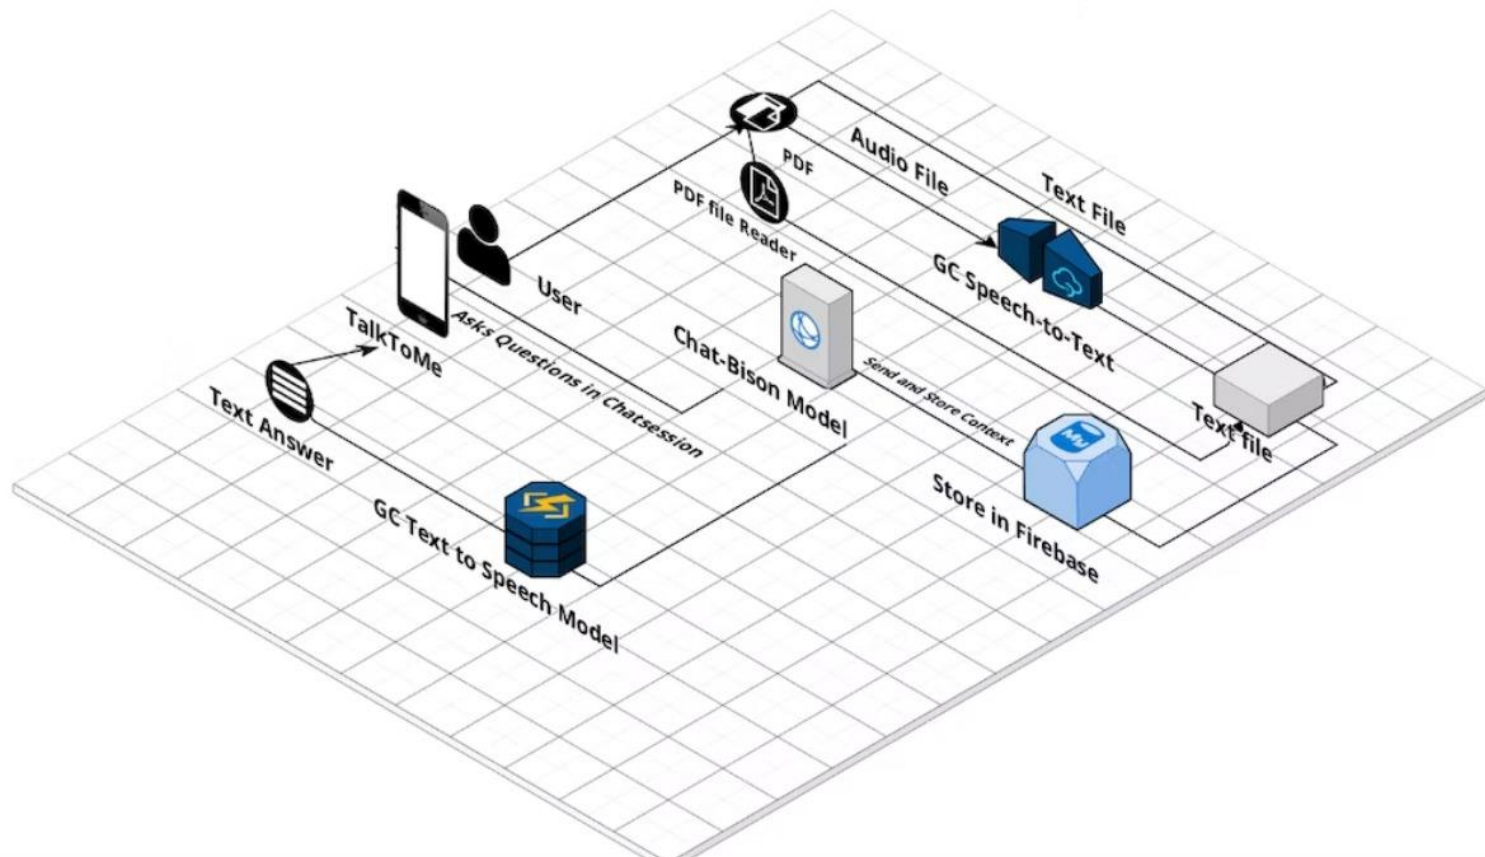 PDF
Audio File
Text File
PDF file Reader
User
GC Speech-to-Text
TalkToMe
Asks Questions in Chatsession
Chat-Bison Model
Send and Store Context
Text file
My
Text Answer
Store in Firebase
GC Text to Speech Model